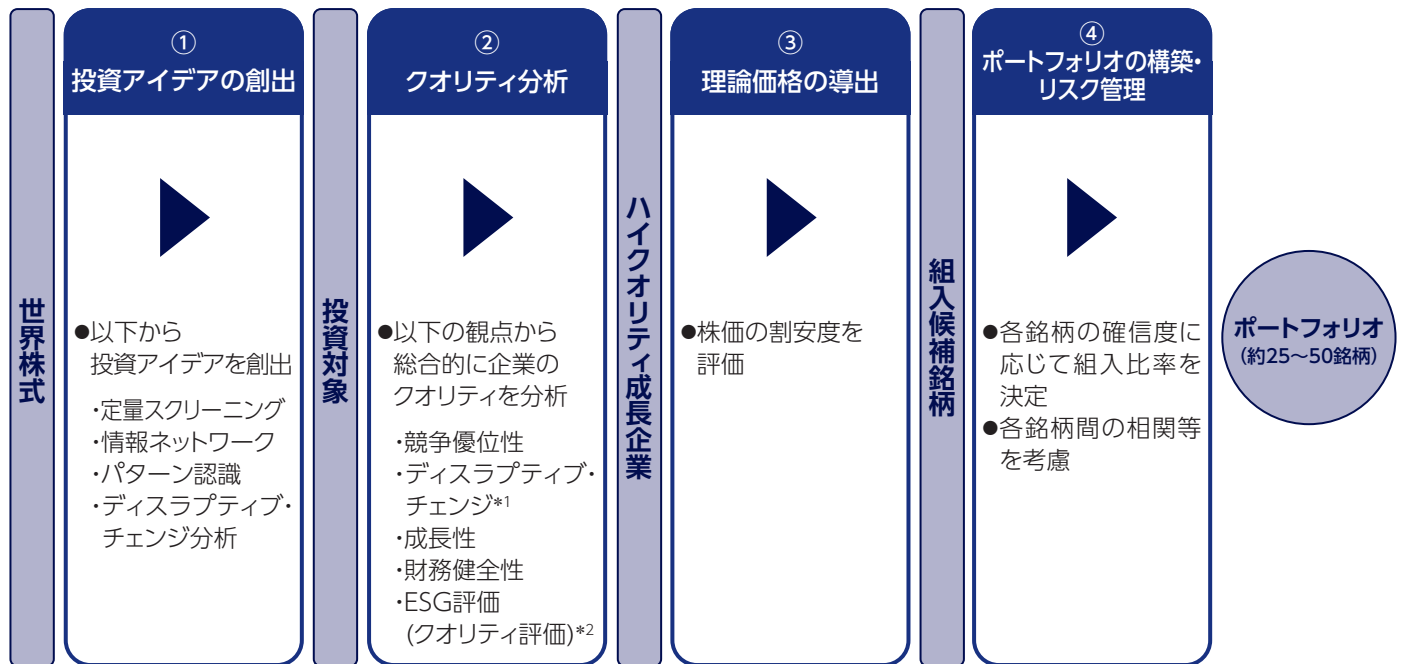 世界株式
①
投資アイデアの創出
●以下から
投資アイデアを創出
・定量スクリーニング
・情報ネットワーク
・パターン認識
・ディスラプティブ・
チェンジ分析
投資対象
②
クオリティ分析
●以下の観点から
総合的に企業の
クオリティを分析
・競争優位性
・ディスラプティブ・
チェンジ*1
・成長性
・財務健全性
・ESG評価
(クオリティ評価)*2
ハイクオリティ成長企業
③
理論価格の導出
●株価の割安度を
評価
組入候補銘柄
④
ポートフォリオの構築・
リスク管理
●各銘柄の確信度に
応じて組入比率を
決定
●各銘柄間の相関等
を考慮
ポートフォリオ
(約25~50銘柄)